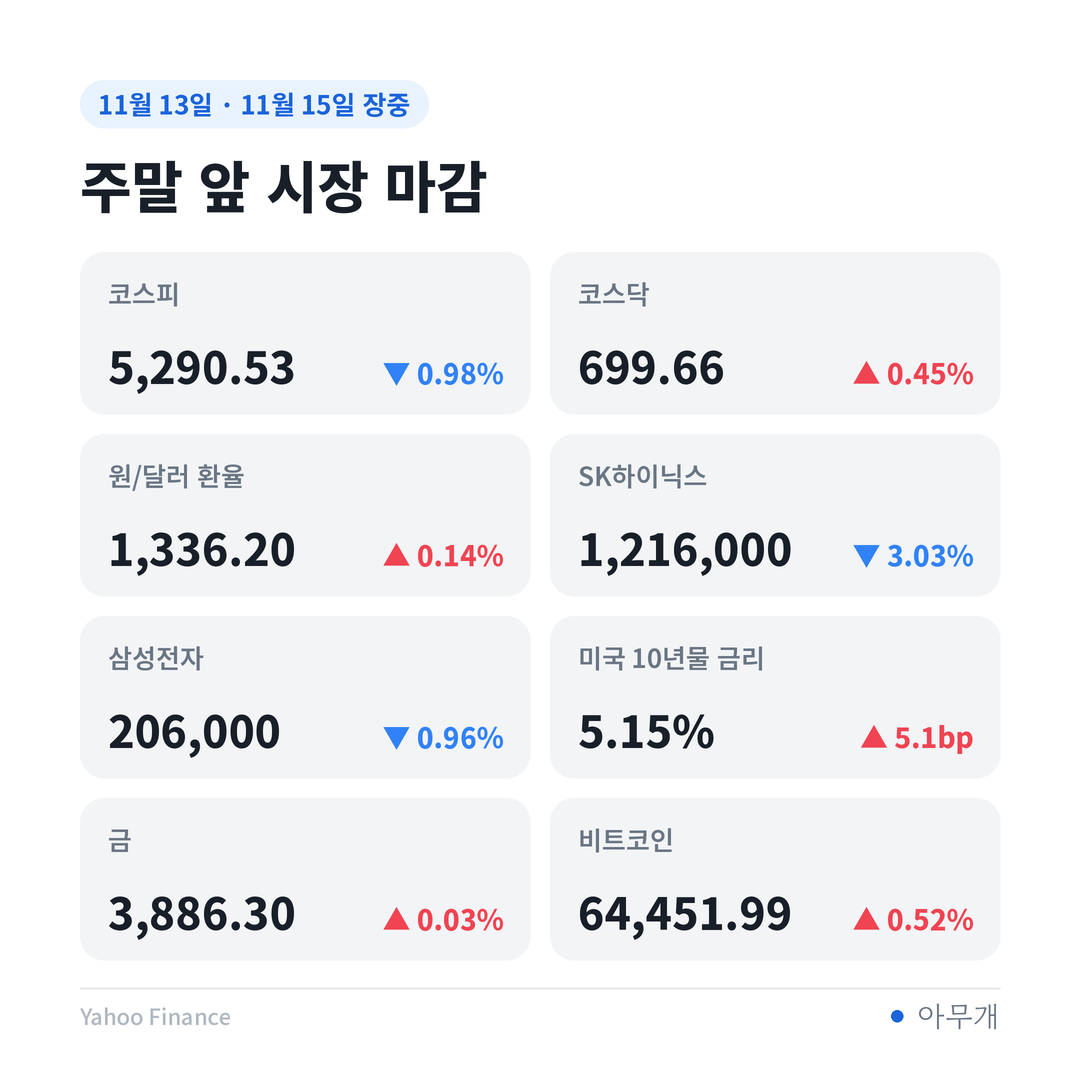 11월 13일 · 11월 15일 장중
주말 앞 시장 마감
코스피
5,290.53 ▼ 0.98%
코스닥
699.66 ▲ 0.45%
원/달러 환율
1,336.20 ▲ 0.14%
SK하이닉스
1,216,000 ▼ 3.03%
삼성전자
206,000 ▼ 0.96%
미국 10년물 금리
5.15% ▲ 5.1bp
금
3,886.30 ▲ 0.03%
비트코인
64,451.99 ▲ 0.52%
Yahoo Finance
아무개